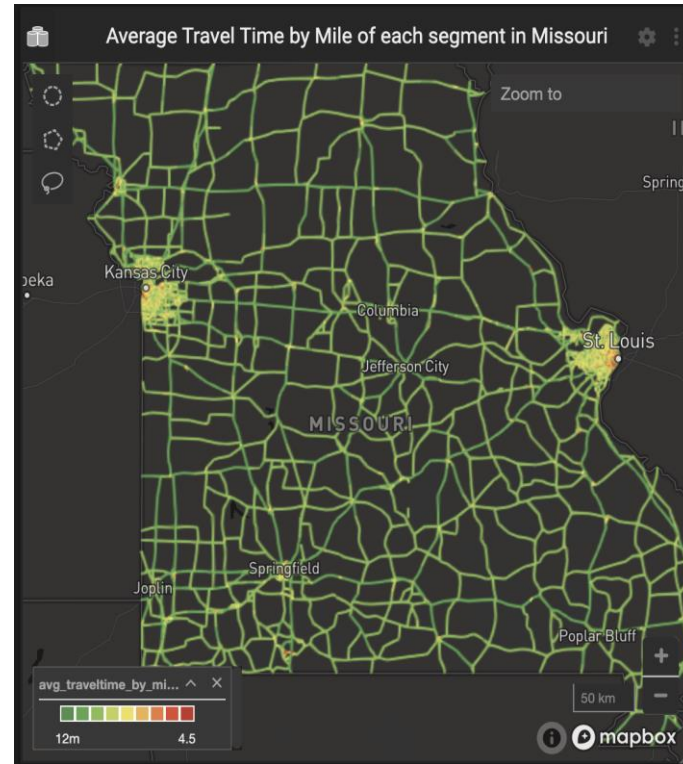 Average Travel Time by Mile of each segment in Missouri
Zoom to
I
Spring
Kansas City
peka
Columbia
St. Louis
Jefferson City
MISSOURI
Springfield
Joplin
Poplar Bluff
avg_traveltime_by_mi...
12m 4.5
50 km
mapbox